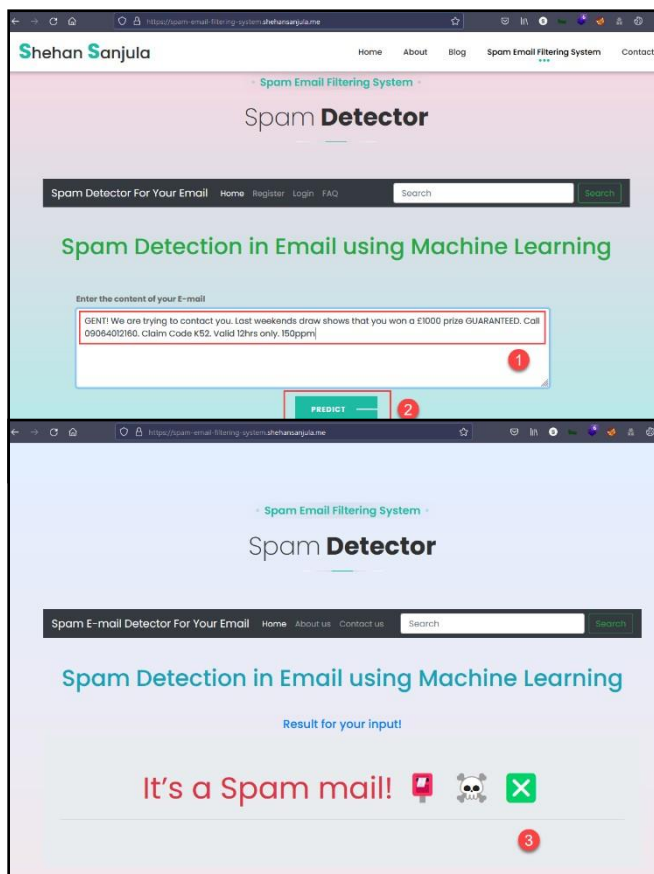 https://spam-email-filtering-system.shehansanjula.me
Shehan Sanjula
Home About Blog Spam Email Filtering System Contact
Spam Email Filtering System
Spam Detector
Spam Detector For Your Email Home Register Login FAQ Search Search
Spam Detection in Email using Machine Learning
Enter the content of your E-mail
GENT! We are trying to contact you. Last weekends draw shows that you won a £1000 prize GUARANTEED. Call
09064012160. Claim Code K52. Valid 12hrs only. 150ppm
1
PREDICT 2
https://spam-email-filtering-system.shehansanjula.me
Spam Email Filtering System
Spam Detector
Spam E-mail Detector For Your Email Home About us Contact us Search Search
Spam Detection in Email using Machine Learning
Result for your input!
It's a Spam mail!
3